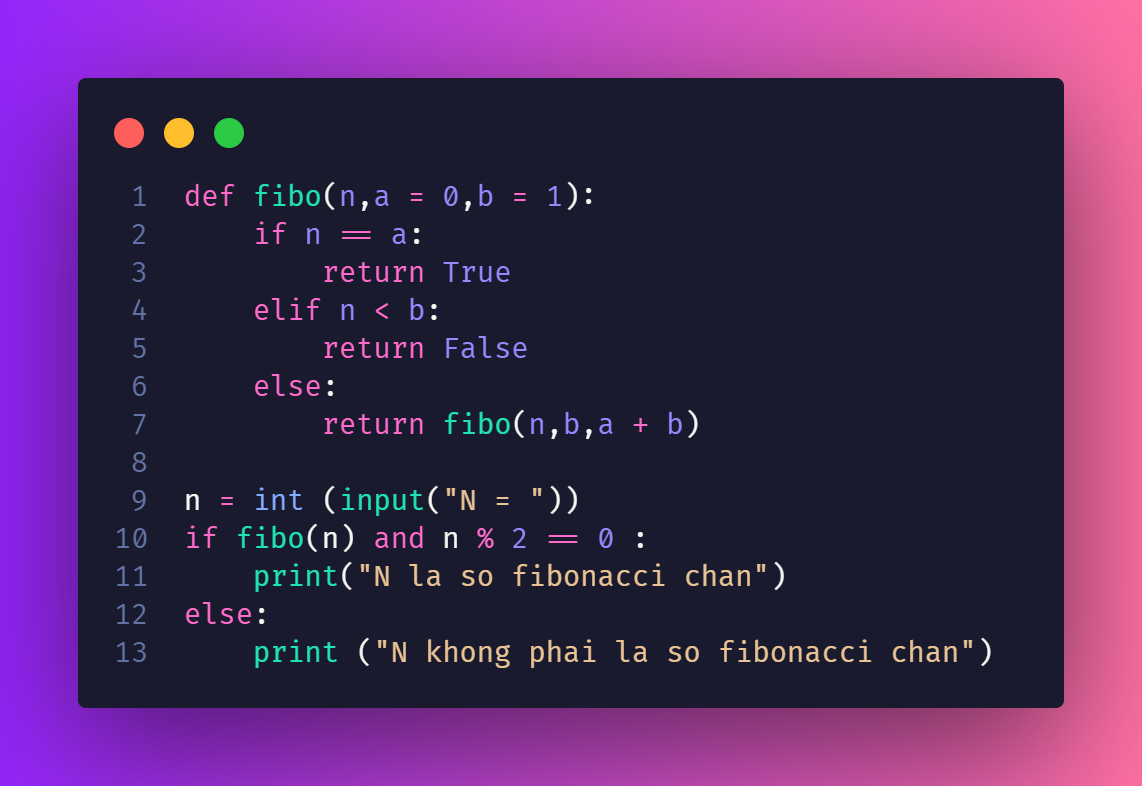 1 def fibo(n,a = 0,b = 1):
2     if n == a:
3         return True
4     elif n < b:
5         return False
6     else:
7         return fibo(n,b,a + b)
8
9 n = int (input("N = "))
10 if fibo(n) and n % 2 == 0 :
11     print("N la so fibonacci chan")
12 else:
13     print ("N khong phai la so fibonacci chan")